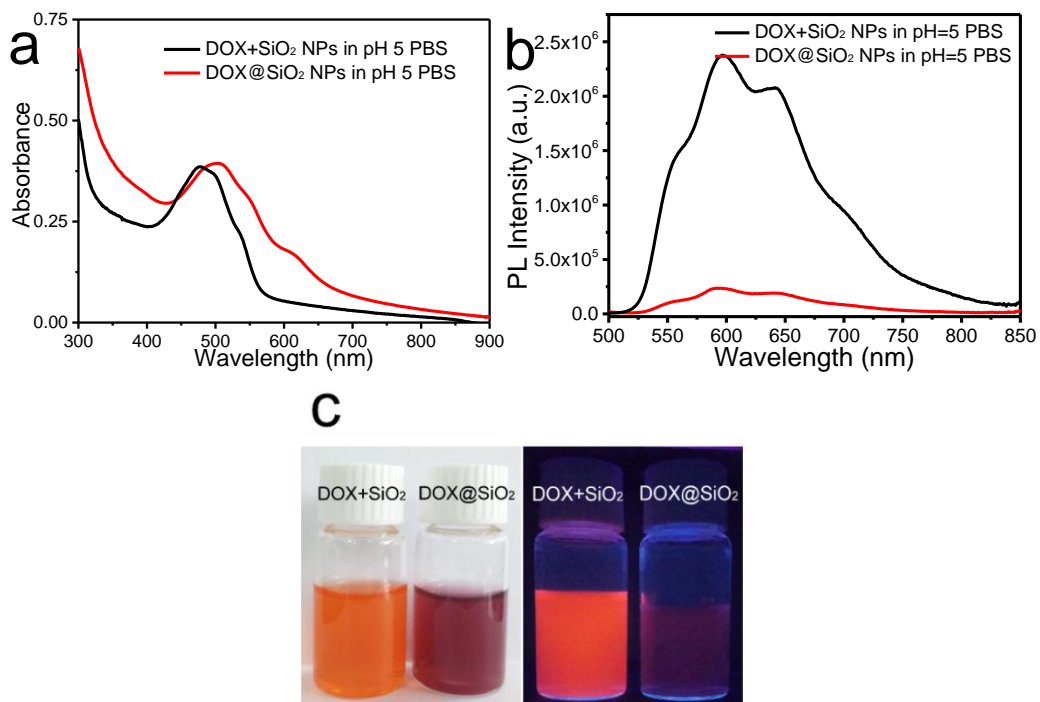 a
0.75
0.50
0.25
0.00
Absorbance
DOX+SiO₂ NPs in pH 5 PBS
DOX@SiO₂ NPs in pH 5 PBS
300 400 500 600 700 800 900
Wavelength (nm)
b
2.5x10⁶
2.0x10⁶
1.5x10⁶
1.0x10⁶
5.0x10⁵
0.0
PL Intensity (a.u.)
DOX+SiO₂ NPs in pH=5 PBS
DOX@SiO₂ NPs in pH=5 PBS
500 550 600 650 700 750 800 850
Wavelength (nm)
c
DOX+SiO₂ DOX@SiO₂
DOX+SiO₂ DOX@SiO₂